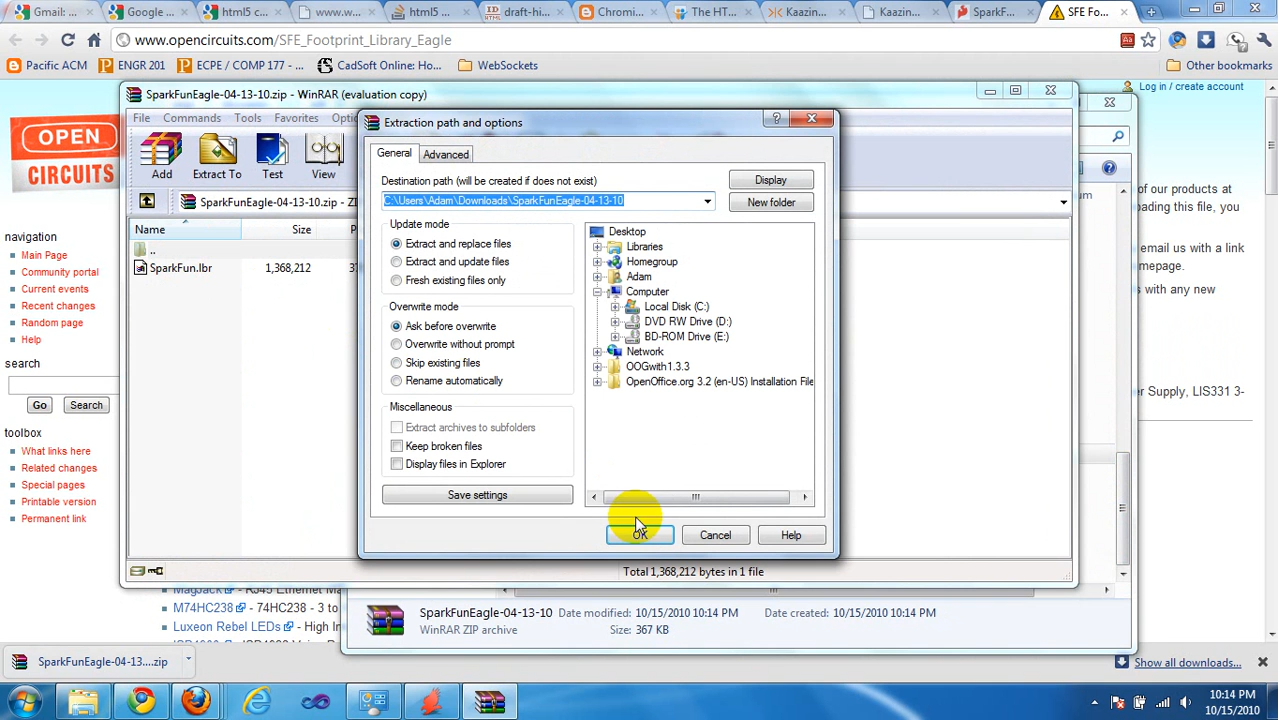 Gmail:
Google
html5 c
www.w
html5
draft-hi
Chromi
The HT
Kaazin
Kaazin
SparkF
SFE Fo
www.opencircuits.com/SFE_Footprint_Library_Eagle
Pacific ACM
ENGR 201
ECPE / COMP 177 -...
CadSoft Online: Ho...
WebSockets
Other bookmarks
Log in / create account
OPEN
CIRCUITS
navigation
Main Page
Community portal
Current events
Recent changes
Random page
Help
search
Go
Search
toolbox
What links here
Related changes
Special pages
Printable version
Permanent link
SparkFunEagle-04-13-10.zip - WinRAR (evaluation copy)
File
Commands
Tools
Favorites
Add
Extract To
Test
View
SparkFunEagle-04-13-10.zip - Z
Name
Size
..
SparkFun.lbr
1,368,212
Total 1,368,212 bytes in 1 file
Extraction path and options
General
Advanced
Destination path (will be created if does not exist)
Display
C:\Users\Adam\Downloads\SparkFunEagle-04-13-10
New folder
Update mode
Extract and replace files
Extract and update files
Fresh existing files only
Overwrite mode
Ask before overwrite
Overwrite without prompt
Skip existing files
Rename automatically
Miscellaneous
Extract archives to subfolders
Keep broken files
Display files in Explorer
Save settings
Desktop
Libraries
Homegroup
Adam
Computer
Local Disk (C:)
DVD RW Drive (D:)
BD-ROM Drive (E:)
Network
OOGwith1.3.3
OpenOffice.org 3.2 (en-US) Installation File
OK
Cancel
Help
of our products at
ading this file, you
email us with a link
mepage.
er Supply, LIS331 3-
MagJack - RJ45 Ethernet Ma
M74HC238 - 74HC238 - 3 to
Luxeon Rebel LEDs - High In
SparkFunEagle-04-13-10
Date modified: 10/15/2010 10:14 PM
Date created: 10/15/2010 10:14 PM
WinRAR ZIP archive
Size: 367 KB
SparkFunEagle-04-13....zip
Show all downloads...
10:14 PM
10/15/2010